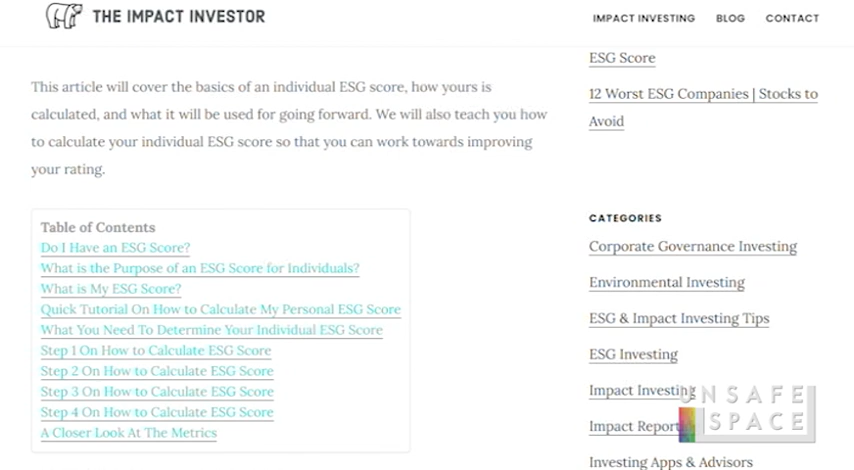 THE IMPACT INVESTOR
IMPACT INVESTING BLOG CONTACT
This article will cover the basics of an individual ESG score, how yours is
calculated, and what it will be used for going forward. We will also teach you how
to calculate your individual ESG score so that you can work towards improving
your rating.
Table of Contents
Do I Have an ESG Score?
What is the Purpose of an ESG Score for Individuals?
What is My ESG Score?
Quick Tutorial On How to Calculate My Personal ESG Score
What You Need To Determine Your Individual ESG Score
Step 1 On How to Calculate ESG Score
Step 2 On How to Calculate ESG Score
Step 3 On How to Calculate ESG Score
Step 4 On How to Calculate ESG Score
A Closer Look At The Metrics
ESG Score
12 Worst ESG Companies | Stocks to
Avoid
CATEGORIES
Corporate Governance Investing
Environmental Investing
ESG & Impact Investing Tips
ESG Investing
Impact Investing
Impact Report
Investing Apps & Advisors
UNSAFE
SPACE